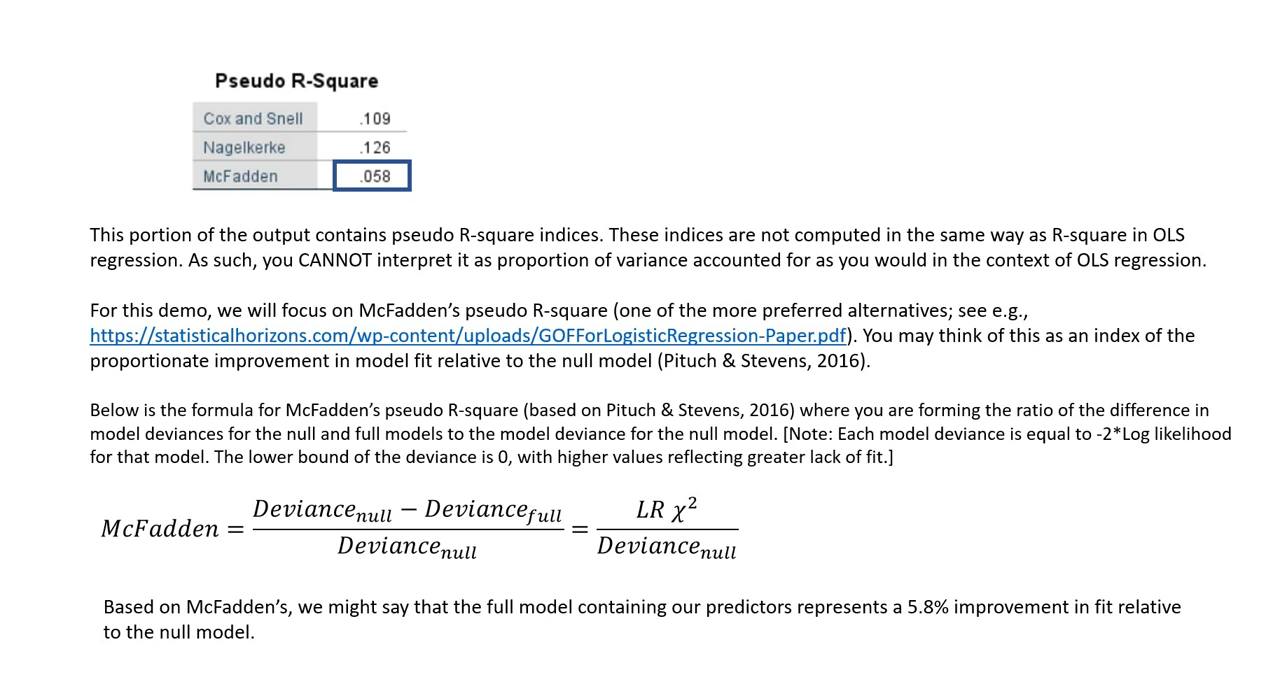 Pseudo R-Square
Cox and Snell .109
Nagelkerke .126
McFadden .058
This portion of the output contains pseudo R-square indices. These indices are not computed in the same way as R-square in OLS
regression. As such, you CANNOT interpret it as proportion of variance accounted for as you would in the context of OLS regression.
For this demo, we will focus on McFadden’s pseudo R-square (one of the more preferred alternatives; see e.g.,
https://statisticalhorizons.com/wp-content/uploads/GOFForLogisticRegression-Paper.pdf). You may think of this as an index of the
proportionate improvement in model fit relative to the null model (Pituch & Stevens, 2016).
Below is the formula for McFadden’s pseudo R-square (based on Pituch & Stevens, 2016) where you are forming the ratio of the difference in
model deviances for the null and full models to the model deviance for the null model. [Note: Each model deviance is equal to -2*Log likelihood
for that model. The lower bound of the deviance is 0, with higher values reflecting greater lack of fit.]
McFadden = (Deviance_null − Deviance_full) / Deviance_null = LR χ² / Deviance_null
Based on McFadden’s, we might say that the full model containing our predictors represents a 5.8% improvement in fit relative
to the null model.